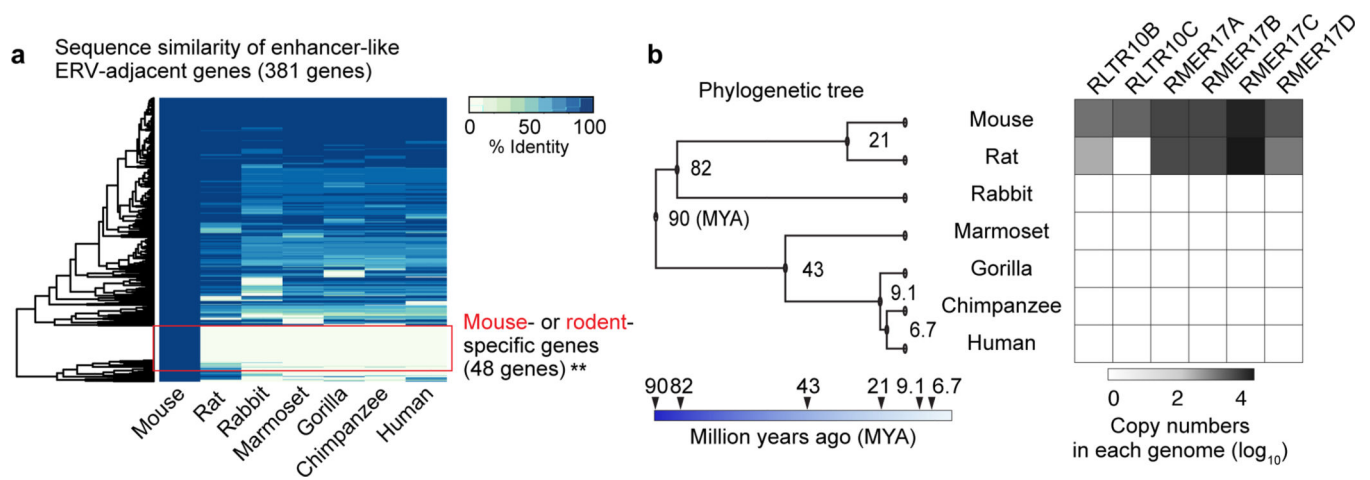 a
Sequence similarity of enhancer-like
ERV-adjacent genes (381 genes)
0 50 100
% Identity
Mouse- or rodent-
specific genes
(48 genes) **
Mouse
Rat
Rabbit
Marmoset
Gorilla
Chimpanzee
Human
b
Phylogenetic tree
21
82
90 (MYA)
43
9.1
6.7
Mouse
Rat
Rabbit
Marmoset
Gorilla
Chimpanzee
Human
90 82 43 21 9.1 6.7
Million years ago (MYA)
RLTR10B
RLTR10C
RMER17A
RMER17B
RMER17C
RMER17D
0 2 4
Copy numbers
in each genome (log10)